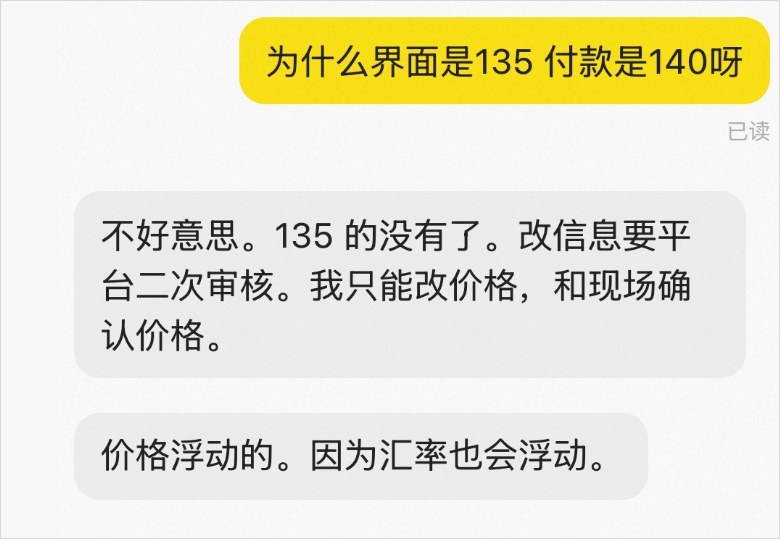 为什么界面是135 付款是140呀
已读
不好意思。135 的没有了。改信息要平
台二次审核。我只能改价格，和现场确
认价格。
价格浮动的。因为汇率也会浮动。